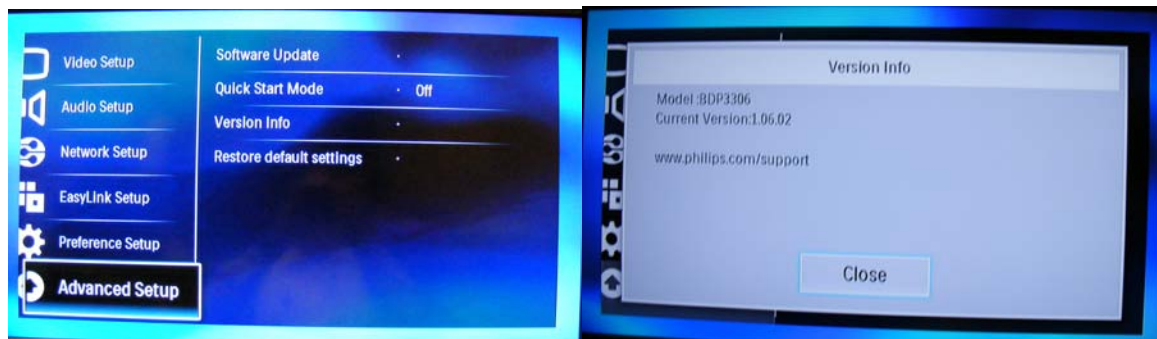 Video Setup
Audio Setup
Network Setup
EasyLink Setup
Preference Setup
Advanced Setup
Software Update
Quick Start Mode Off
Version Info
Restore default settings
Version Info
Model :BDP3306
Current Version:1.06.02
www.philips.com/support
Close